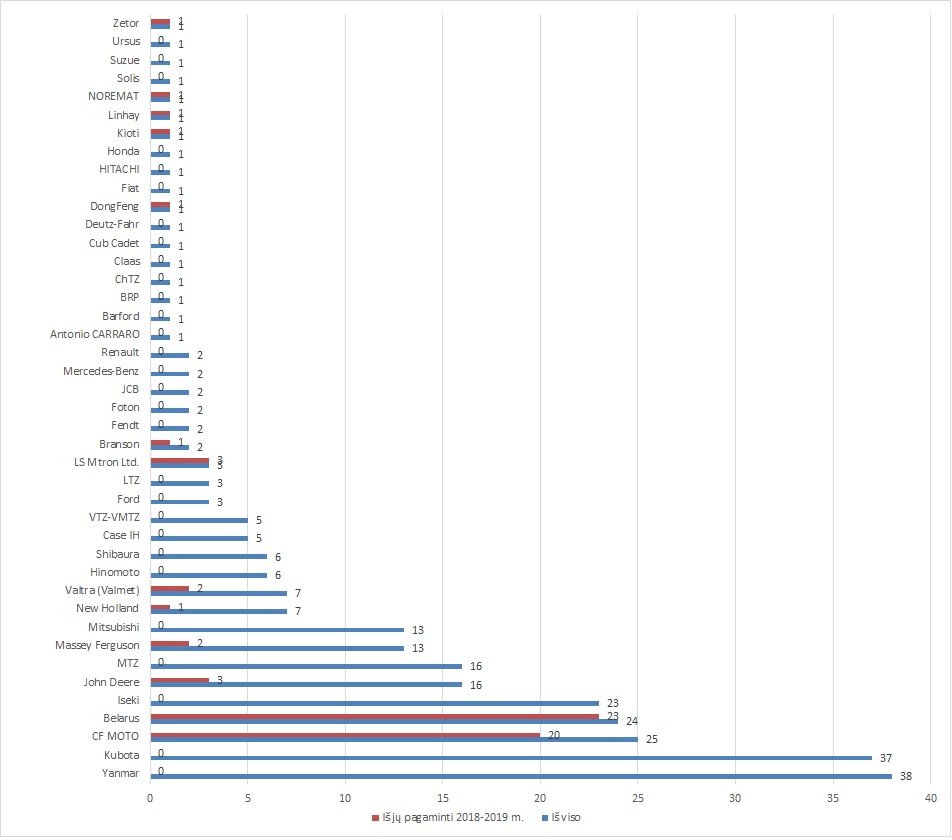 Zetor 1 1
Ursus 0 1
Suzue 0 1
Solis 0 1
NOREMAT 1 1
Linhay 1 1
Kioti 1 1
Honda 0 1
HITACHI 0 1
Fiat 0 1
DongFeng 1 1
Deutz-Fahr 0 1
Cub Cadet 0 1
Claas 0 1
ChTZ 0 1
BRP 0 1
Barford 0 1
Antonio CARRARO 0 1
Renault 0 2
Mercedes-Benz 0 2
JCB 0 2
Foton 0 2
Fendt 0 2
Branson 1 2
LS Mtron Ltd. 3 3
LTZ 0 3
Ford 0 3
VTZ-VMTZ 0 5
Case IH 0 5
Shibaura 0 6
Hinomoto 0 6
Valtra (Valmet) 2 7
New Holland 1 7
Mitsubishi 0 13
Massey Ferguson 2 13
MTZ 0 16
John Deere 3 16
Iseki 0 23
Belarus 23 24
CF MOTO 20 25
Kubota 0 37
Yanmar 0 38
0 5 10 15 20 25 30 35 40
Iš jų pagaminti 2018-2019 m. Iš viso